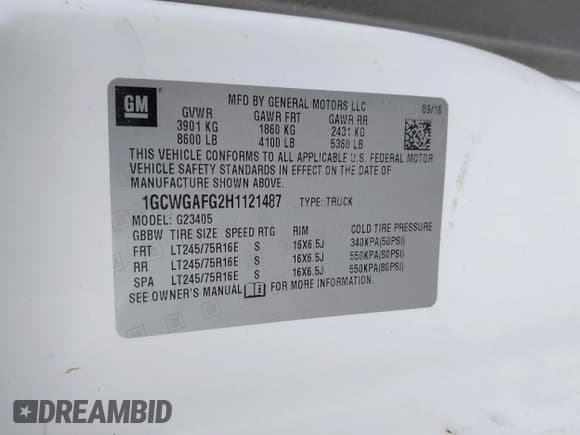 GM
MFD BY GENERAL MOTORS LLC
09/16
GVWR GAWR FRT GAWR RR
3901 KG 1860 KG 2431 KG
8600 LB 4100 LB 5360 LB
THIS VEHICLE CONFORMS TO ALL APPLICABLE U.S. FEDERAL MOTOR
VEHICLE SAFETY STANDARDS IN EFFECT ON THE DATE OF
MANUFACTURE SHOWN ABOVE.
1GCWGAFG2H1121487 TYPE: TRUCK
MODEL: G23405
GBBW TIRE SIZE SPEED RTG RIM COLD TIRE PRESSURE
FRT LT245/75R16E S 16X6.5J 340KPA(50PSI)
RR LT245/75R16E S 16X6.5J 550KPA(80PSI)
SPA LT245/75R16E S 16X6.5J 550KPA(80PSI)
SEE OWNER'S MANUAL FOR MORE INFORMATION.
DREAMBID